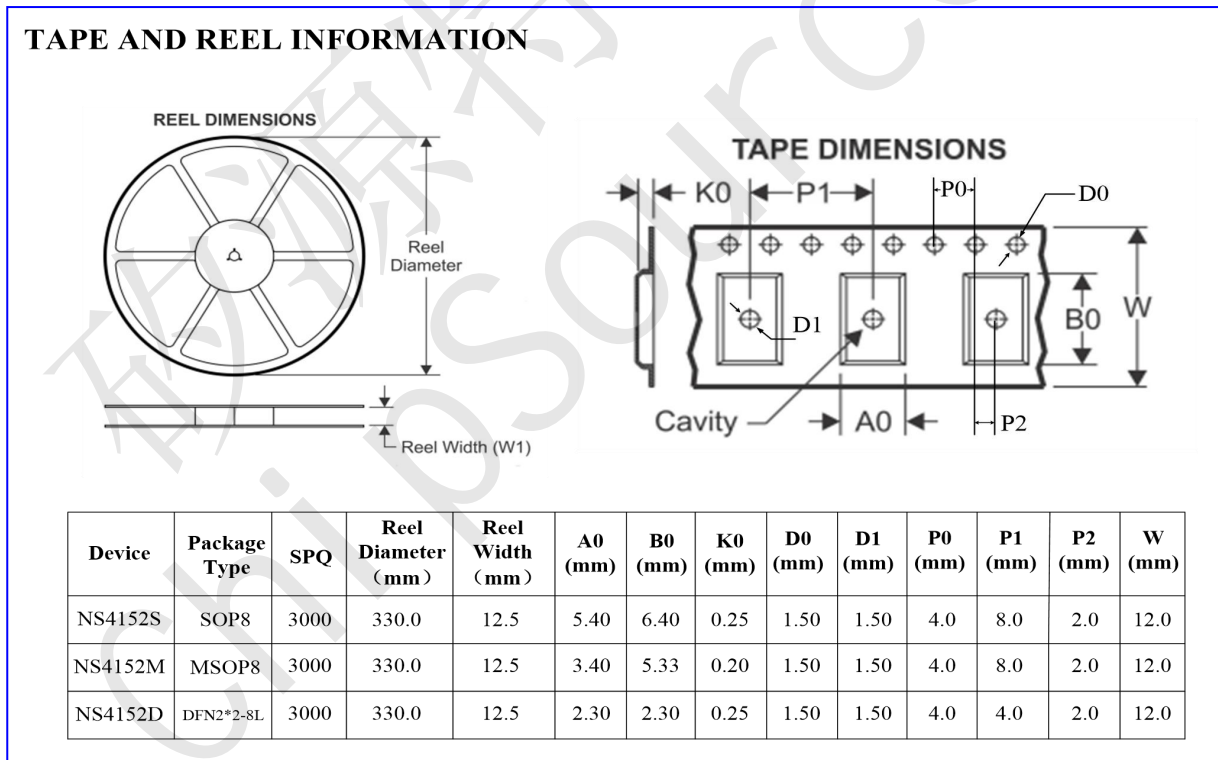 TAPE AND REEL INFORMATION
REEL DIMENSIONS
Reel
Diameter
Reel Width (W1)
TAPE DIMENSIONS
K0 P1 P0 D0
D1
B0 W
Cavity A0 P2
Device Package Type SPQ Reel Diameter (mm) Reel Width (mm) A0 (mm) B0 (mm) K0 (mm) D0 (mm) D1 (mm) P0 (mm) P1 (mm) P2 (mm) W (mm)
NS4152S SOP8 3000 330.0 12.5 5.40 6.40 0.25 1.50 1.50 4.0 8.0 2.0 12.0
NS4152M MSOP8 3000 330.0 12.5 3.40 5.33 0.20 1.50 1.50 4.0 8.0 2.0 12.0
NS4152D DFN2*2-8L 3000 330.0 12.5 2.30 2.30 0.25 1.50 1.50 4.0 4.0 2.0 12.0
矽源特
ChipSourc